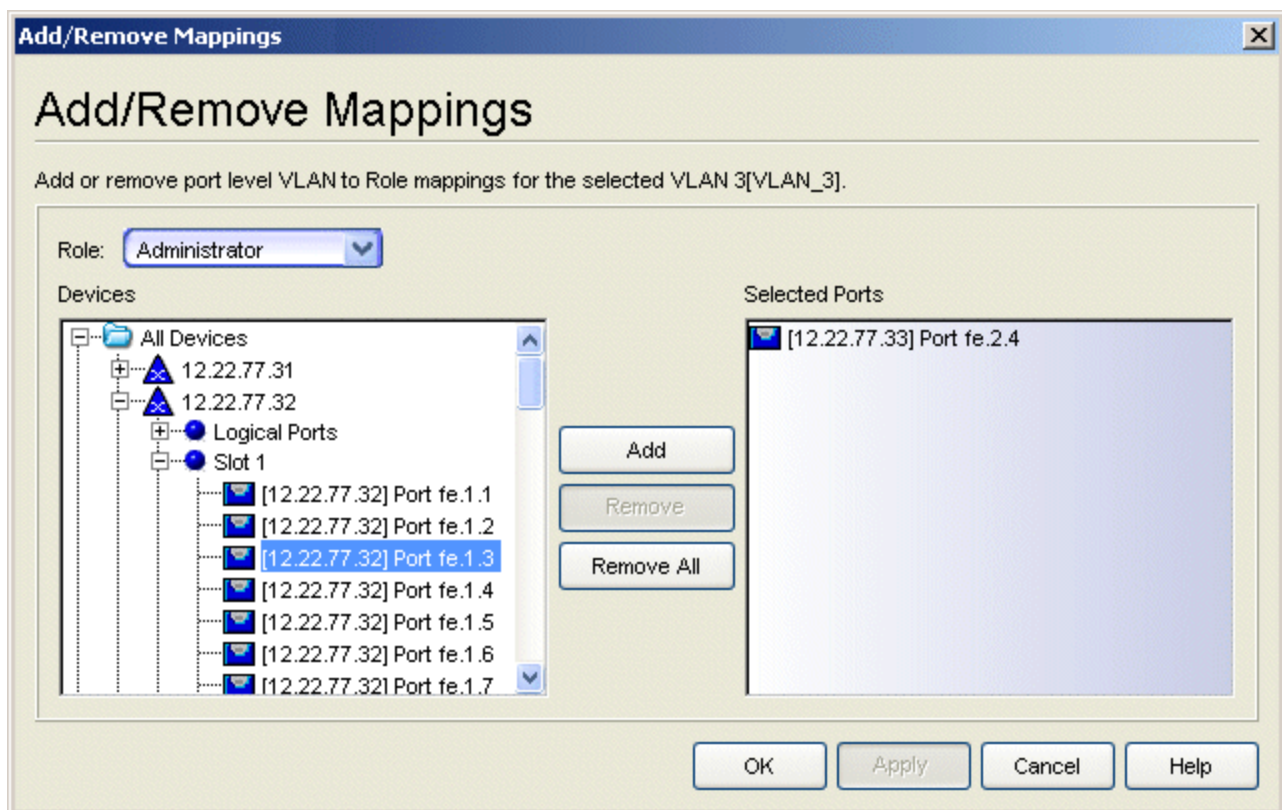 Add/Remove Mappings
Add/Remove Mappings
Add or remove port level VLAN to Role mappings for the selected VLAN 3[VLAN_3].
Role: Administrator
Devices
All Devices
12.22.77.31
12.22.77.32
Logical Ports
Slot 1
[12.22.77.32] Port fe.1.1
[12.22.77.32] Port fe.1.2
[12.22.77.32] Port fe.1.3
[12.22.77.32] Port fe.1.4
[12.22.77.32] Port fe.1.5
[12.22.77.32] Port fe.1.6
[12.22.77.32] Port fe.1.7
Add
Remove
Remove All
Selected Ports
[12.22.77.33] Port fe.2.4
OK
Apply
Cancel
Help